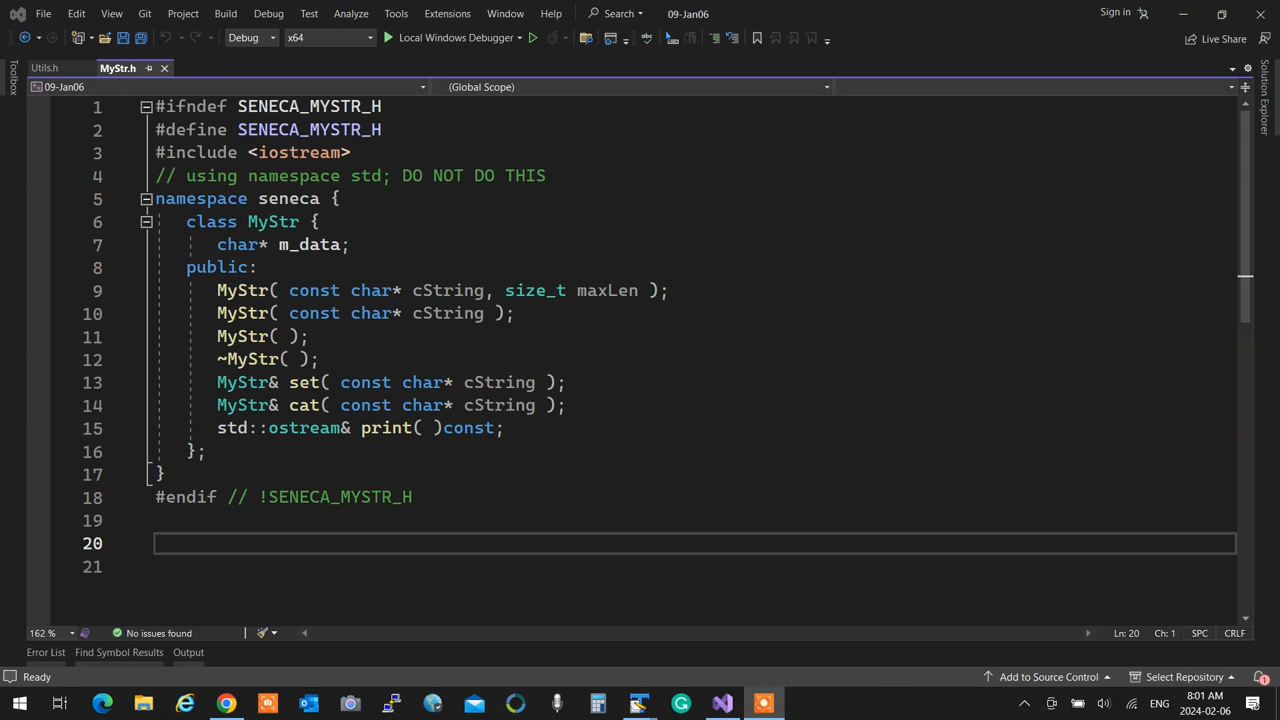 File Edit View Git Project Build Debug Test Analyze Tools Extensions Window Help Search 09-Jan06 Sign in
Debug x64 Local Windows Debugger Live Share
Toolbox
Utils.h MyStr.h
Solution Explorer
09-Jan06 (Global Scope)
1 #ifndef SENECA_MYSTR_H
2 #define SENECA_MYSTR_H
3 #include <iostream>
4 // using namespace std; DO NOT DO THIS
5 namespace seneca {
6 class MyStr {
7 char* m_data;
8 public:
9 MyStr( const char* cString, size_t maxLen );
10 MyStr( const char* cString );
11 MyStr( );
12 ~MyStr( );
13 MyStr& set( const char* cString );
14 MyStr& cat( const char* cString );
15 std::ostream& print( )const;
16 };
17 }
18 #endif // !SENECA_MYSTR_H
19
20
21
162 % No issues found Ln: 20 Ch: 1 SPC CRLF
Error List Find Symbol Results Output
Ready Add to Source Control Select Repository 1
ENG 8:01 AM
2024-02-06